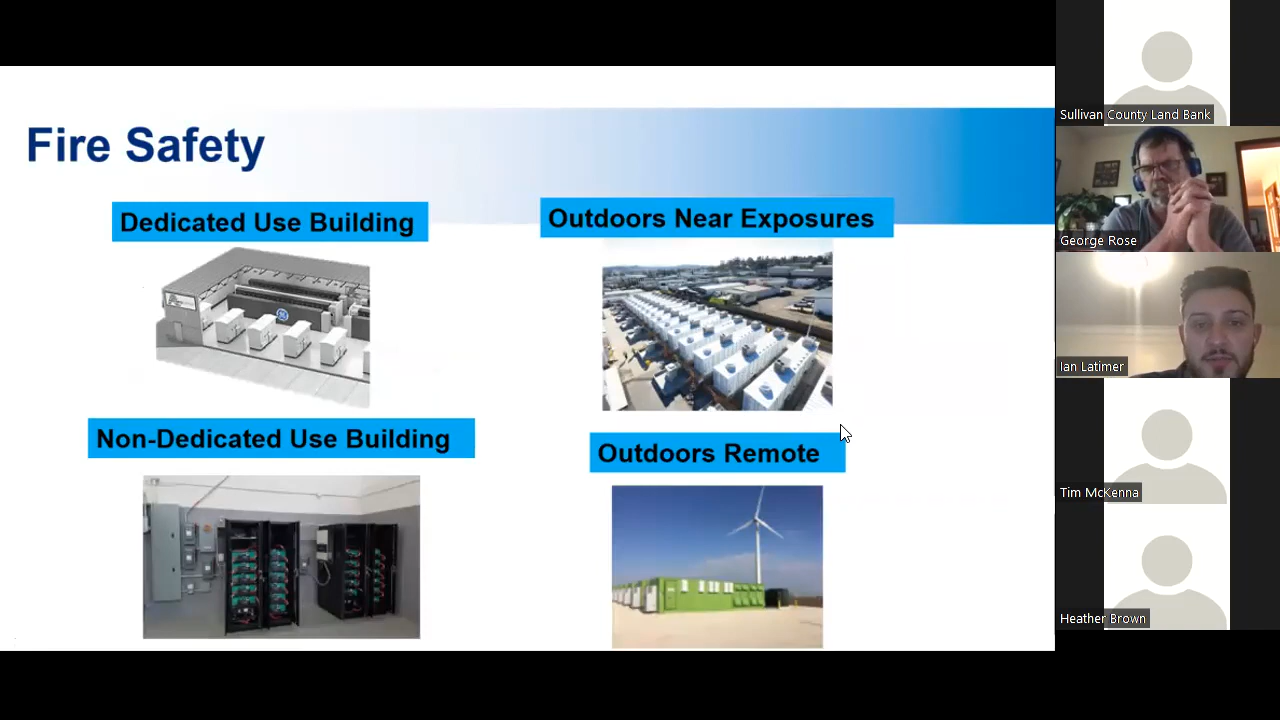 Fire Safety
Dedicated Use Building
Outdoors Near Exposures
Non-Dedicated Use Building
Outdoors Remote
Sullivan County Land Bank
George Rose
Ian Latimer
Tim McKenna
Heather Brown